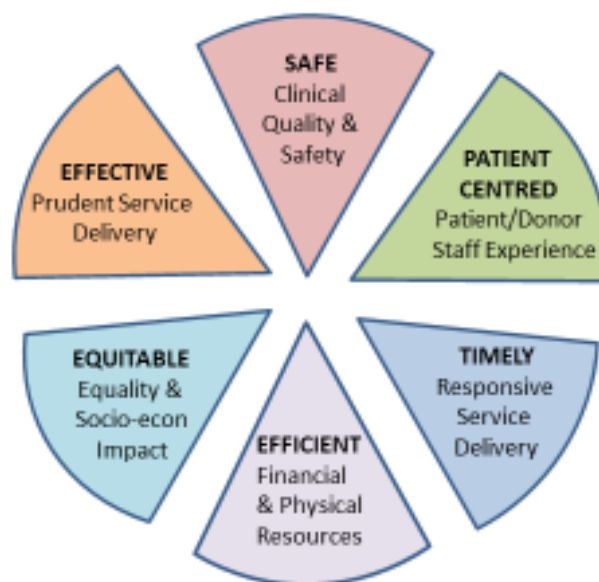 SAFE
Clinical
Quality &
Safety
PATIENT
CENTRED
Patient/Donor
Staff Experience
TIMELY
Responsive
Service
Delivery
EFFICIENT
Financial
& Physical
Resources
EQUITABLE
Equality &
Socio-econ
Impact
EFFECTIVE
Prudent Service
Delivery